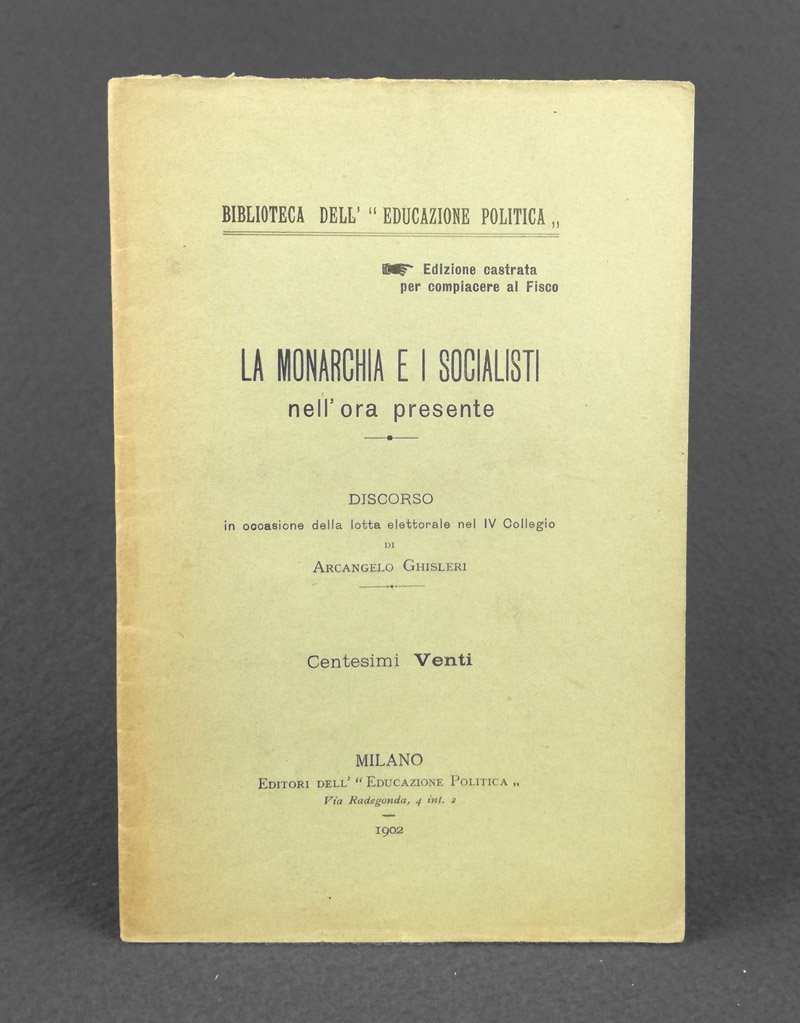 BIBLIOTECA DELL' “ EDUCAZIONE POLITICA „
Edizione castrata
per compiacere al Fisco
LA MONARCHIA E I SOCIALISTI
nell'ora presente
DISCORSO
in occasione della lotta elettorale nel IV Collegio
DI
ARCANGELO GHISLERI
Centesimi Venti
MILANO
EDITORI DELL' “ EDUCAZIONE POLITICA „
Via Radegonda, 4 int. 2
1902